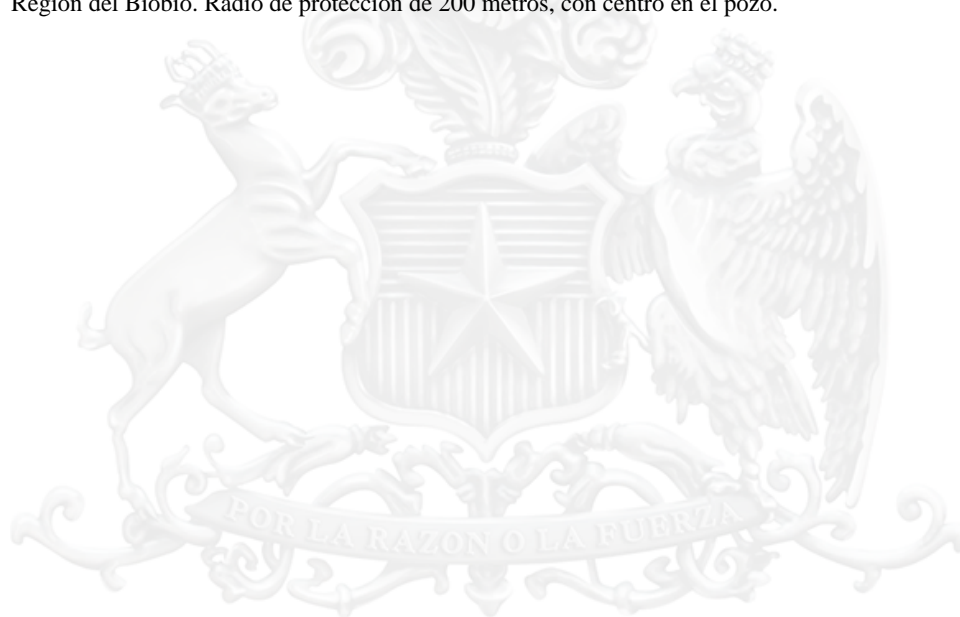 Región del Biobío. Radio de protección de 200 metros, con centro en el pozo.
POR LA RAZON O LA FUERZA